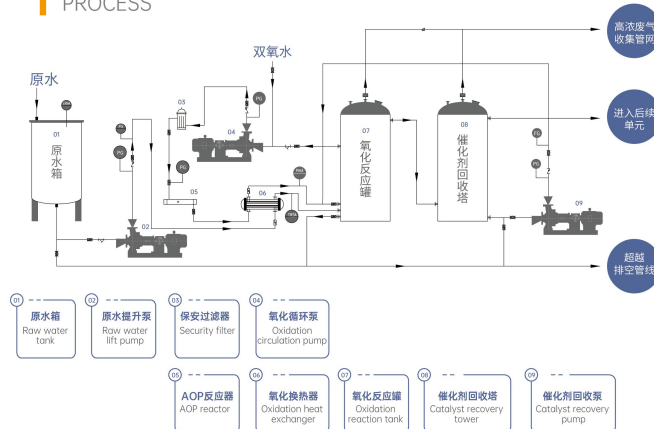 PROCESS
高浓废气
收集管网
双氧水
原水
进入后续
单元
超越
排空管线
01
原水箱
02
03
04
05
06
07
氧化反应罐
08
催化剂回收塔
09
PG
PG
PG
PG
PG
01
原水箱
Raw water
tank
02
原水提升泵
Raw water
lift pump
03
保安过滤器
Security filter
04
氧化循环泵
Oxidation
circulation pump
05
AOP反应器
AOP reactor
06
氧化换热器
Oxidation heat
exchanger
07
氧化反应罐
Oxidation
reaction tank
08
催化剂回收塔
Catalyst recovery
tower
09
催化剂回收泵
Catalyst recovery
pump